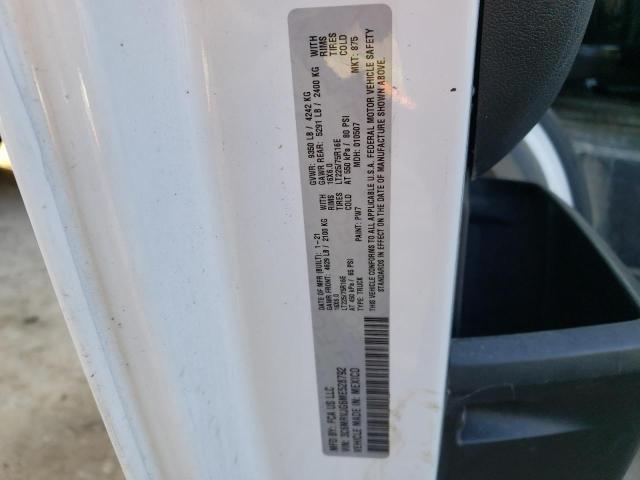 MFD BY: FCA US LLC
DATE OF MFR (BUILT): 1-21
GVWR: 9350 LB / 4242 KG
GAWR FRONT: 4629 LB / 2100 KG
WITH
GAWR REAR: 5291 LB / 2400 KG
WITH
16X6.0
RIMS
16X6.0
RIMS
LT225/75R16E
TIRES
LT225/75R16E
TIRES
AT 450 kPa / 65 PSI
COLD
AT 550 kPa / 80 PSI
COLD
TYPE: TRUCK
PAINT: PW7
MDH: 010507
MKT: 875
VEHICLE MADE IN: MEXICO
THIS VEHICLE CONFORMS TO ALL APPLICABLE U.S.A. FEDERAL MOTOR VEHICLE SAFETY
STANDARDS IN EFFECT ON THE DATE OF MANUFACTURE SHOWN ABOVE.